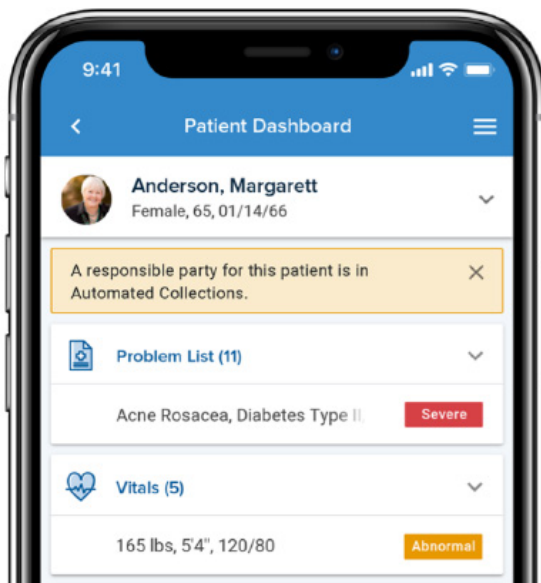 9:41
Patient Dashboard
Anderson, Margarett
Female, 65, 01/14/66
A responsible party for this patient is in
Automated Collections.
Problem List (11)
Acne Rosacea, Diabetes Type II,
Severe
Vitals (5)
165 lbs, 5'4", 120/80
Abnormal